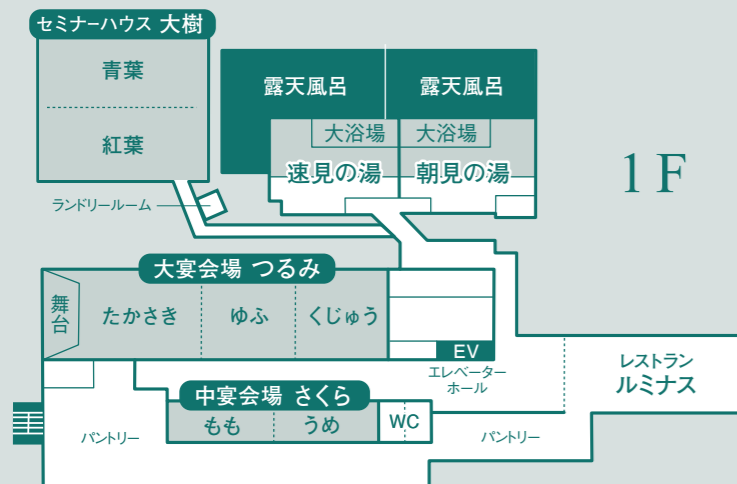 セミナーハウス 大樹
青葉
紅葉
ランドリールーム
露天風呂
露天風呂
大浴場
大浴場
速見の湯
朝見の湯
1F
大宴会場 つるみ
舞台
たかさき
ゆふ
くじゅう
EV
エレベーター
ホール
レストラン
ルミナス
中宴会場 さくら
もも
うめ
WC
パントリー
パントリー